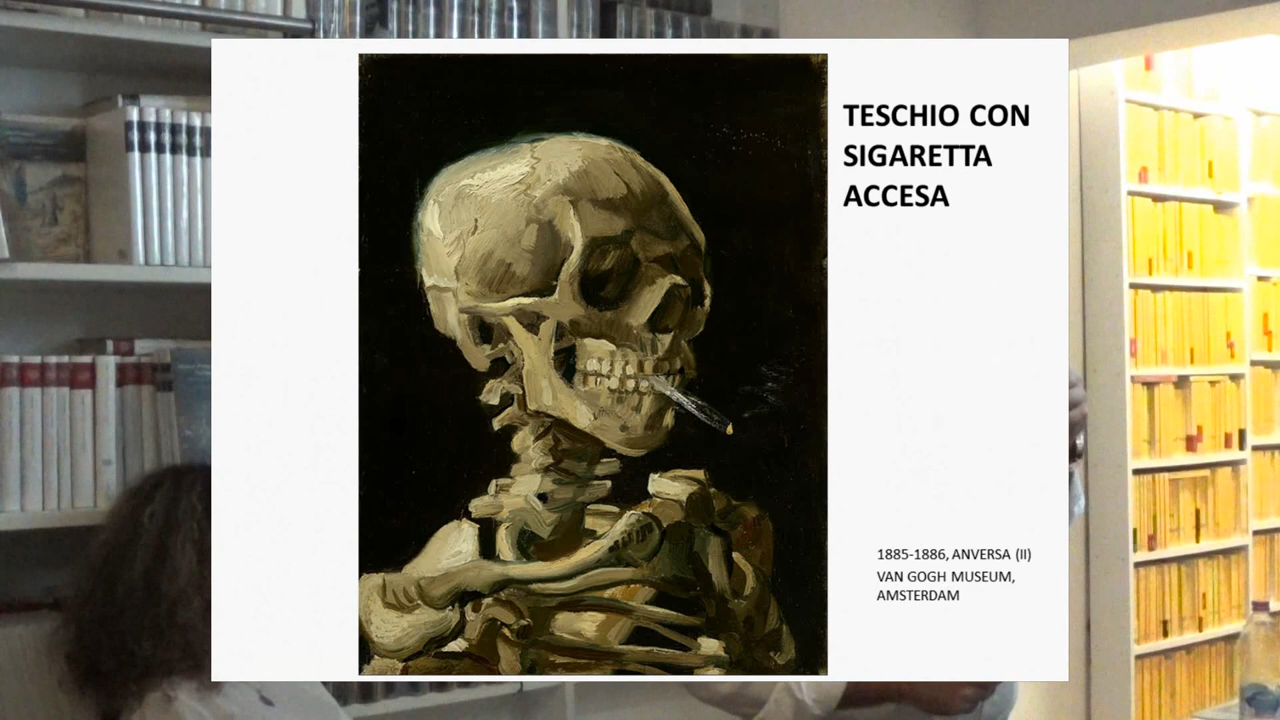 TESCHIO CON
SIGARETTA
ACCESA
1885-1886, ANVERSA (II)
VAN GOGH MUSEUM,
AMSTERDAM